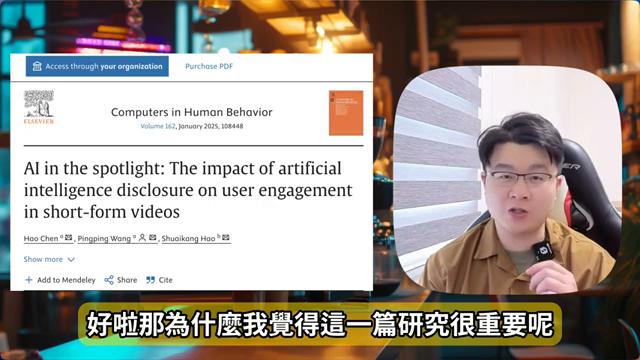 Access through your organization
Purchase PDF
ELSEVIER
Computers in Human Behavior
Volume 162, January 2025, 108448
AI in the spotlight: The impact of artificial
intelligence disclosure on user engagement
in short-form videos
Hao Chen a, Pingping Wang a, Shuaikang Hao b
Show more
Add to Mendeley Share Cite
好啦那為什麼我覺得這一篇研究很重要呢